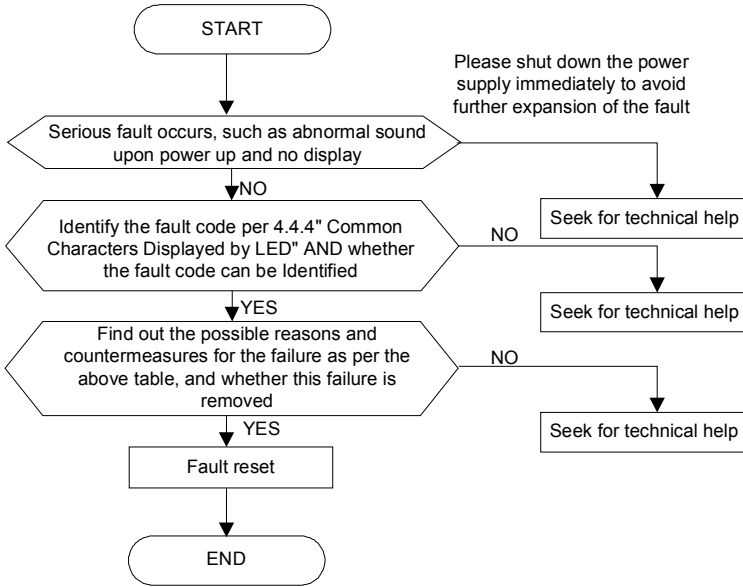 START
Please shut down the power
supply immediately to avoid
further expansion of the fault
Serious fault occurs, such as abnormal sound
upon power up and no display
NO
Seek for technical help
Identify the fault code per 4.4.4" Common
Characters Displayed by LED" AND whether
the fault code can be Identified
NO
Seek for technical help
YES
Find out the possible reasons and
countermeasures for the failure as per the
above table, and whether this failure is
removed
NO
Seek for technical help
YES
Fault reset
END